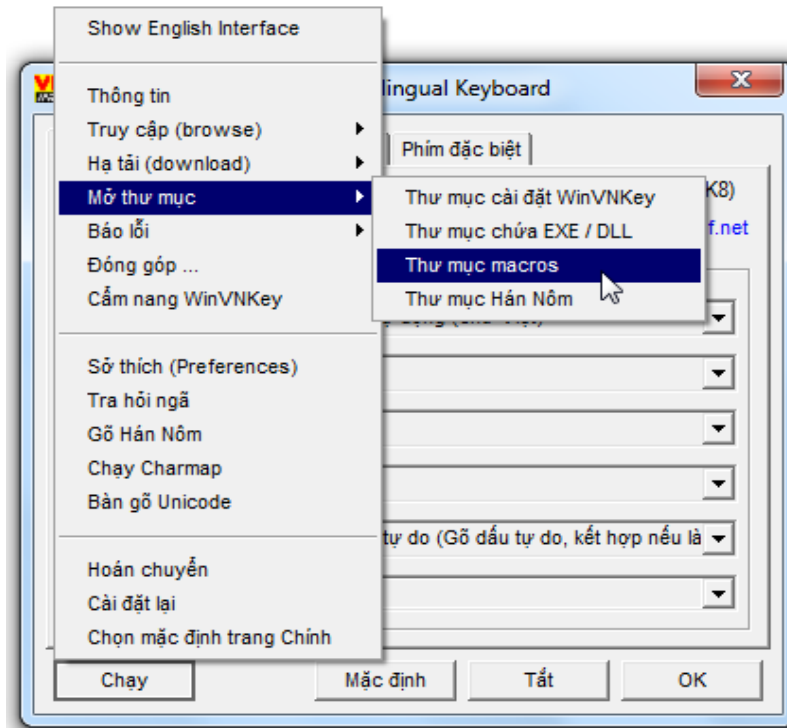 Show English Interface
Thông tin
Truy cập (browse)
Hạ tải (download)
Mở thư mục
Báo lỗi
Đóng góp ...
Cẩm nang WinVNKey
Sở thích (Preferences)
Tra hỏi ngã
Gõ Hán Nôm
Chạy Charmap
Bàn gõ Unicode
Hoán chuyển
Cài đặt lại
Chọn mặc định trang Chính
lingual Keyboard
Phím đặc biệt
K8)
f.net
Thư mục cài đặt WinVNKey
Thư mục chứa EXE / DLL
Thư mục macros
Thư mục Hán Nôm
tự do (Gõ dấu tự do, kết hợp nếu là
Chạy
Mặc định
Tắt
OK